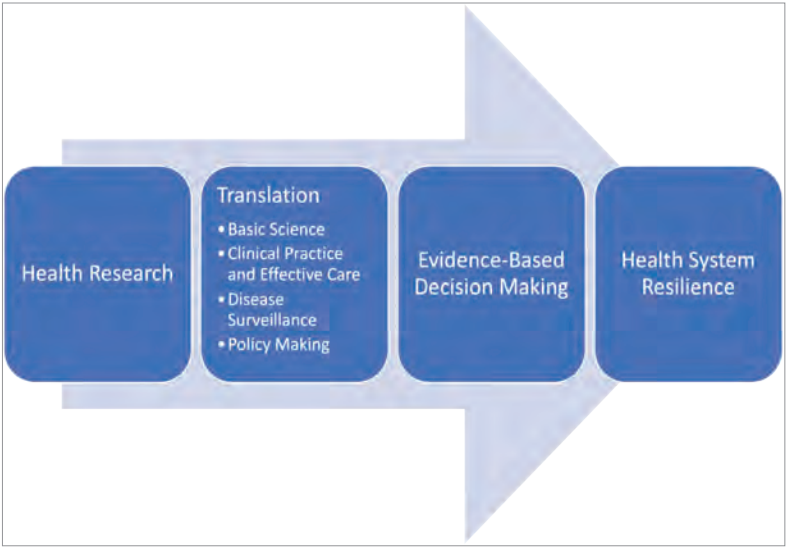 Health Research
Translation
•Basic Science
•Clinical Practice
and Effective Care
•Disease
Surveillance
•Policy Making
Evidence-Based
Decision Making
Health System
Resilience